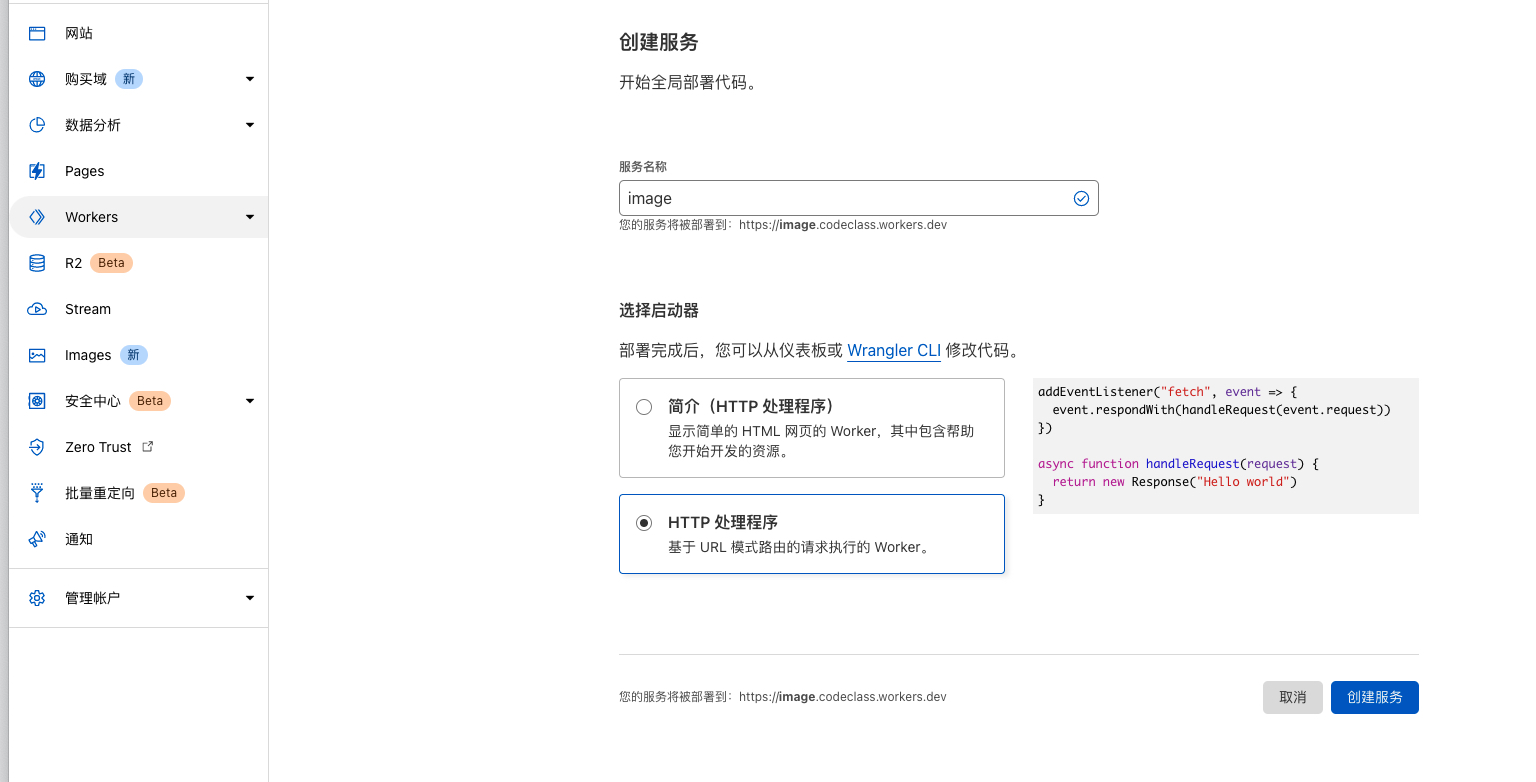 网站
购买域 新
数据分析
Pages
Workers
R2 Beta
Stream
Images 新
安全中心 Beta
Zero Trust
批量重定向 Beta
通知
管理帐户
创建服务
开始全局部署代码。
服务名称
image
您的服务将被部署到：https://image.codeclass.workers.dev
选择启动器
部署完成后，您可以从仪表板或 Wrangler CLI 修改代码。
简介（HTTP 处理程序）
显示简单的 HTML 网页的 Worker，其中包含帮助
您开始开发的资源。
HTTP 处理程序
基于 URL 模式路由的请求执行的 Worker。
addEventListener("fetch", event => {
  event.respondWith(handleRequest(event.request))
})
async function handleRequest(request) {
  return new Response("Hello world")
}
您的服务将被部署到：https://image.codeclass.workers.dev
取消
创建服务